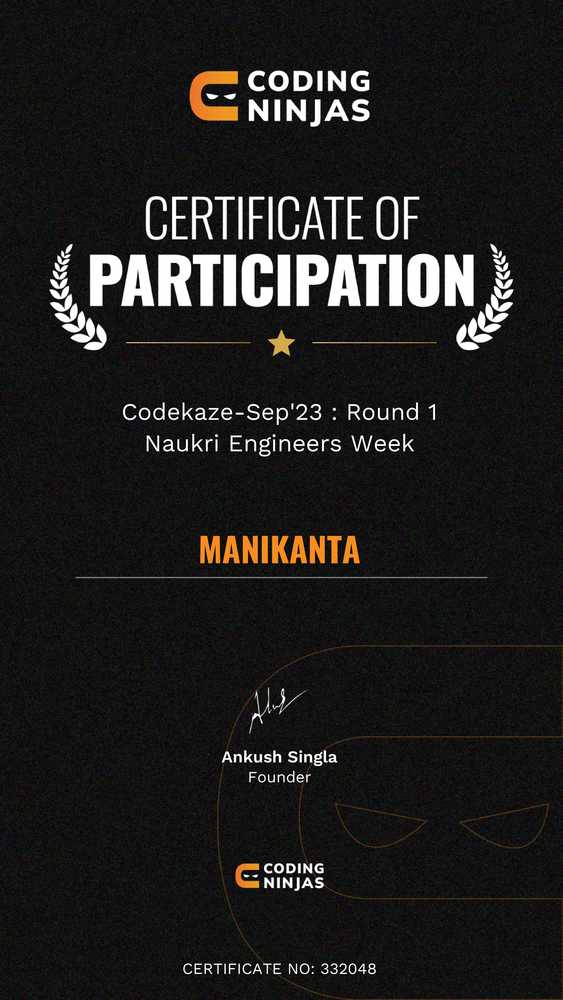 CODING
NINJAS
CERTIFICATE OF
PARTICIPATION
Codekaze-Sep'23 : Round 1
Naukri Engineers Week
MANIKANTA
Ankush Singla
Founder
CODING
NINJAS
CERTIFICATE NO: 332048